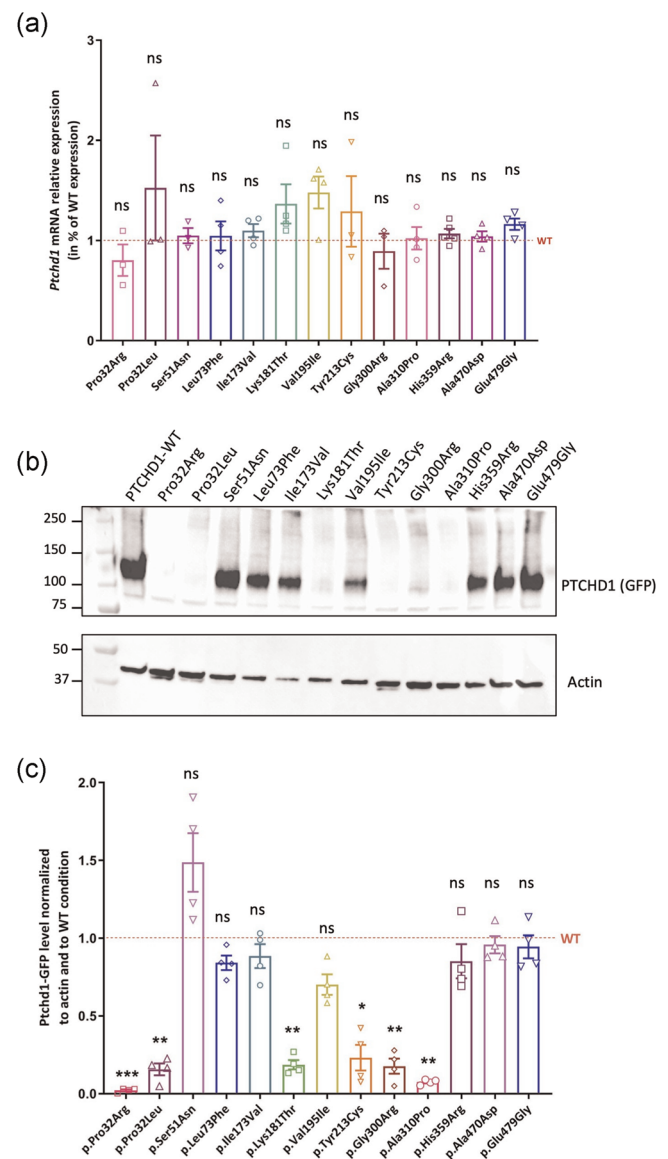 (a)
Ptchd1 mRNA relative expression
(in % of WT expression)
3
2
1
0
ns ns ns ns ns ns ns ns ns ns ns ns ns
WT
Pro32Arg
Pro32Leu
Ser51Asn
Leu73Phe
Ile173Val
Lys181Thr
Val195Ile
Tyr213Cys
Gly300Arg
Ala310Pro
His359Arg
Ala470Asp
Glu479Gly
(b)
PTCHD1-WT
Pro32Arg
Pro32Leu
Ser51Asn
Leu73Phe
Ile173Val
Lys181Thr
Val195Ile
Tyr213Cys
Gly300Arg
Ala310Pro
His359Arg
Ala470Asp
Glu479Gly
250
150
100
75
PTCHD1 (GFP)
50
37
Actin
(c)
Ptchd1-GFP level normalized
to actin and to WT condition
2.0
1.5
1.0
0.5
0.0
*** ** ns ns ns ** ns * ** ** ns ns ns
WT
p.Pro32Arg
p.Pro32Leu
p.Ser51Asn
p.Leu73Phe
p.Ile173Val
p.Lys181Thr
p.Val195Ile
p.Tyr213Cys
p.Gly300Arg
p.Ala310Pro
p.His359Arg
p.Ala470Asp
p.Glu479Gly